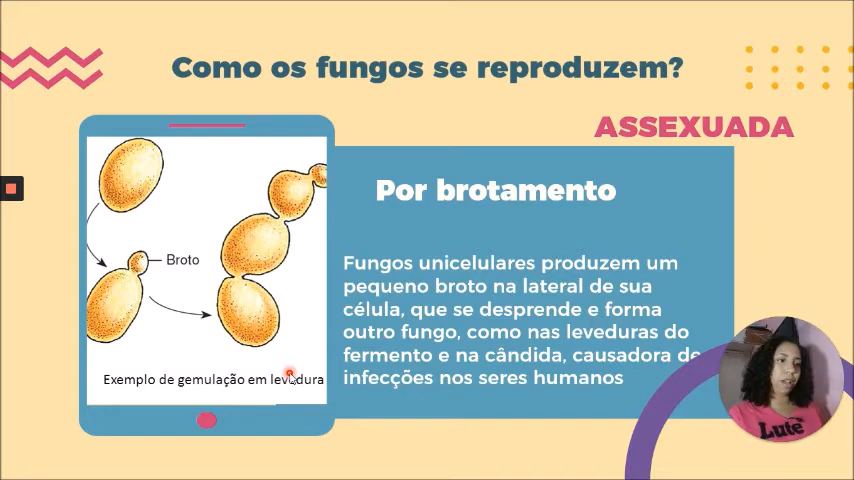 Como os fungos se reproduzem?
ASSEXUADA
Por brotamento
Broto
Exemplo de gemulação em levedura
Fungos unicelulares produzem um
pequeno broto na lateral de sua
célula, que se desprende e forma
outro fungo, como nas leveduras do
fermento e na cândida, causadora de
infecções nos seres humanos
Lute